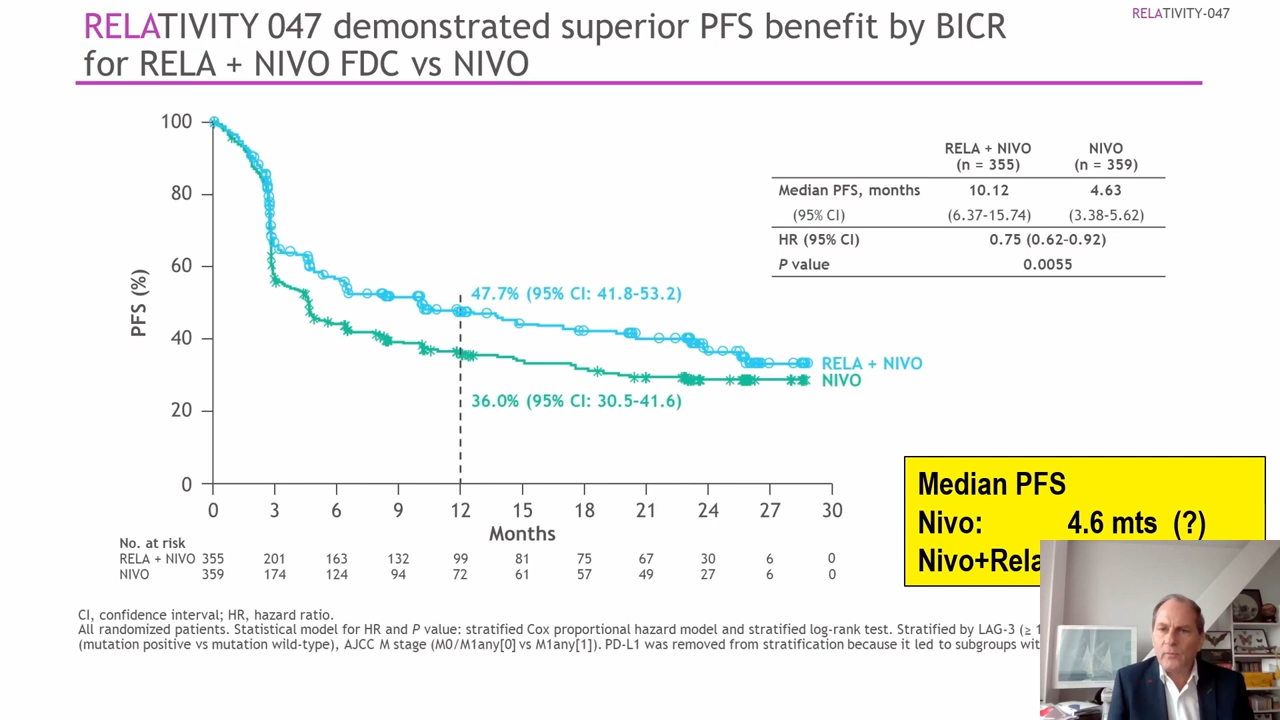 RELATIVITY-047
RELATIVITY 047 demonstrated superior PFS benefit by BICR
for RELA + NIVO FDC vs NIVO
100
80
60
40
20
0
PFS (%)
0 3 6 9 12 15 18 21 24 27 30
Months
47.7% (95% CI: 41.8–53.2)
36.0% (95% CI: 30.5–41.6)
RELA + NIVO
NIVO
RELA + NIVO NIVO
(n = 355) (n = 359)
Median PFS, months 10.12 4.63
(95% CI) (6.37–15.74) (3.38–5.62)
HR (95% CI) 0.75 (0.62–0.92)
P value 0.0055
No. at risk
RELA + NIVO 355 201 163 132 99 81 75 67 30 6 0
NIVO 359 174 124 94 72 61 57 49 27 6 0
Median PFS
Nivo: 4.6 mts (?)
Nivo+Rela
CI, confidence interval; HR, hazard ratio.
All randomized patients. Statistical model for HR and P value: stratified Cox proportional hazard model and stratified log-rank test. Stratified by LAG-3 (≥
(mutation positive vs mutation wild-type), AJCC M stage (M0/M1any[0] vs M1any[1]). PD-L1 was removed from stratification because it led to subgroups